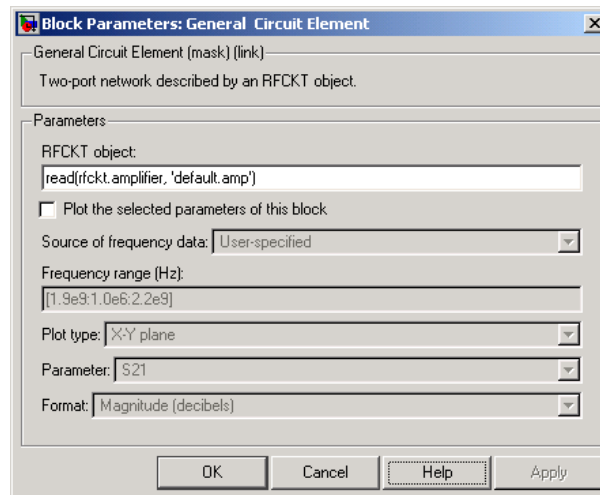 Block Parameters: General Circuit Element
General Circuit Element (mask) (link)
Two-port network described by an RFCKT object.
Parameters
RFCKT object:
read(rfckt.amplifier, 'default.amp')
Plot the selected parameters of this block
Source of frequency data: User-specified
Frequency range (Hz):
[1.9e9:1.0e6:2.2e9]
Plot type: X-Y plane
Parameter: S21
Format: Magnitude (decibels)
OK Cancel Help Apply